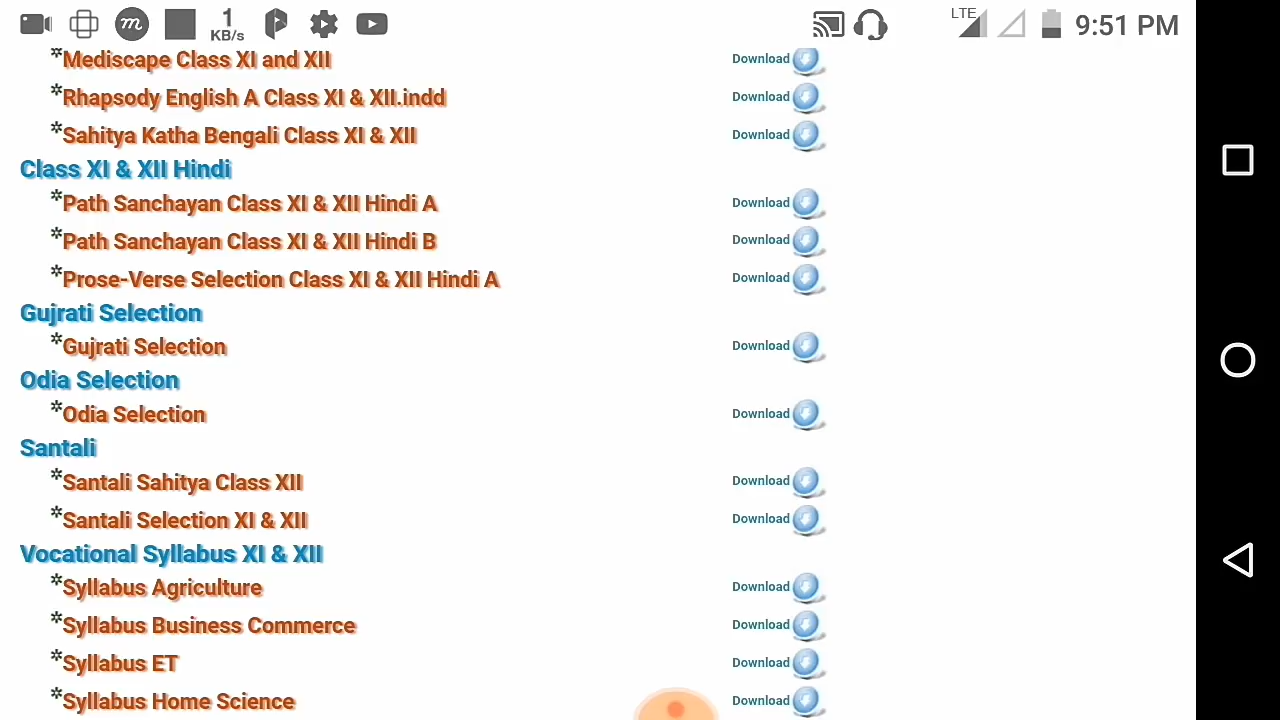 1
KB/s
LTE
9:51 PM
*Mediscape Class XI and XII Download
*Rhapsody English A Class XI & XII.indd Download
*Sahitya Katha Bengali Class XI & XII Download
Class XI & XII Hindi
*Path Sanchayan Class XI & XII Hindi A Download
*Path Sanchayan Class XI & XII Hindi B Download
*Prose-Verse Selection Class XI & XII Hindi A Download
Gujrati Selection
*Gujrati Selection Download
Odia Selection
*Odia Selection Download
Santali
*Santali Sahitya Class XII Download
*Santali Selection XI & XII Download
Vocational Syllabus XI & XII
*Syllabus Agriculture Download
*Syllabus Business Commerce Download
*Syllabus ET Download
*Syllabus Home Science Download